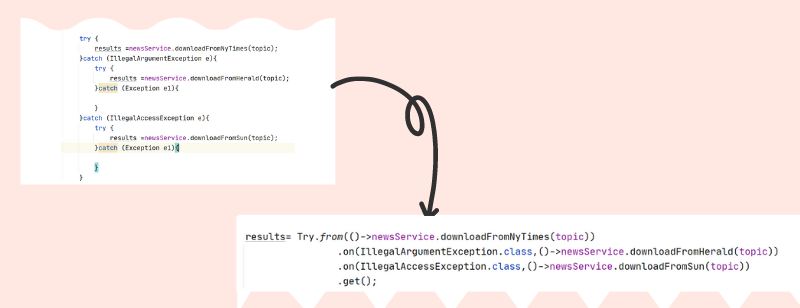 try {
results =newsService.downloadFromNyTimes(topic);
}catch (IllegalArgumentException e){
try {
results =newsService.downloadFromHerald(topic);
}catch (Exception e1){
}
}catch (IllegalAccessException e){
try {
results =newsService.downloadFromSun(topic);
}catch (Exception e1){
}
}
results= Try.from(()->newsService.downloadFromNyTimes(topic))
.on(IllegalArgumentException.class,()->newsService.downloadFromHerald(topic))
.on(IllegalAccessException.class,()->newsService.downloadFromSun(topic))
.get();